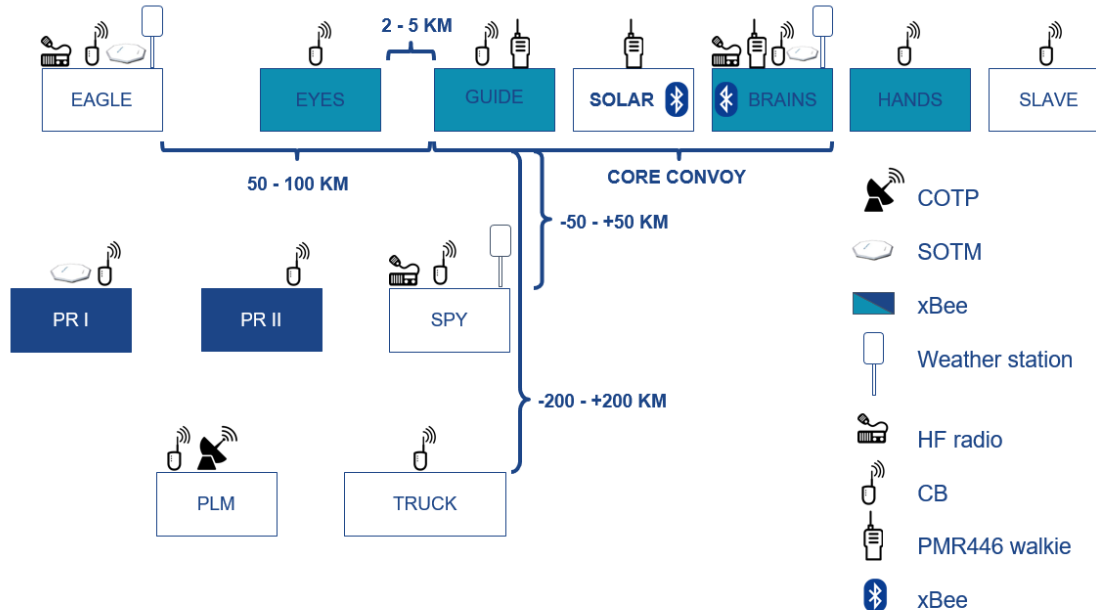 2 - 5 KM
EAGLE
EYES
GUIDE
SOLAR
BRAINS
HANDS
SLAVE
50 - 100 KM
CORE CONVOY
COTP
-50 - +50 KM
SOTM
PR I
PR II
SPY
xBee
Weather station
-200 - +200 KM
HF radio
PLM
TRUCK
CB
PMR446 walkie
xBee